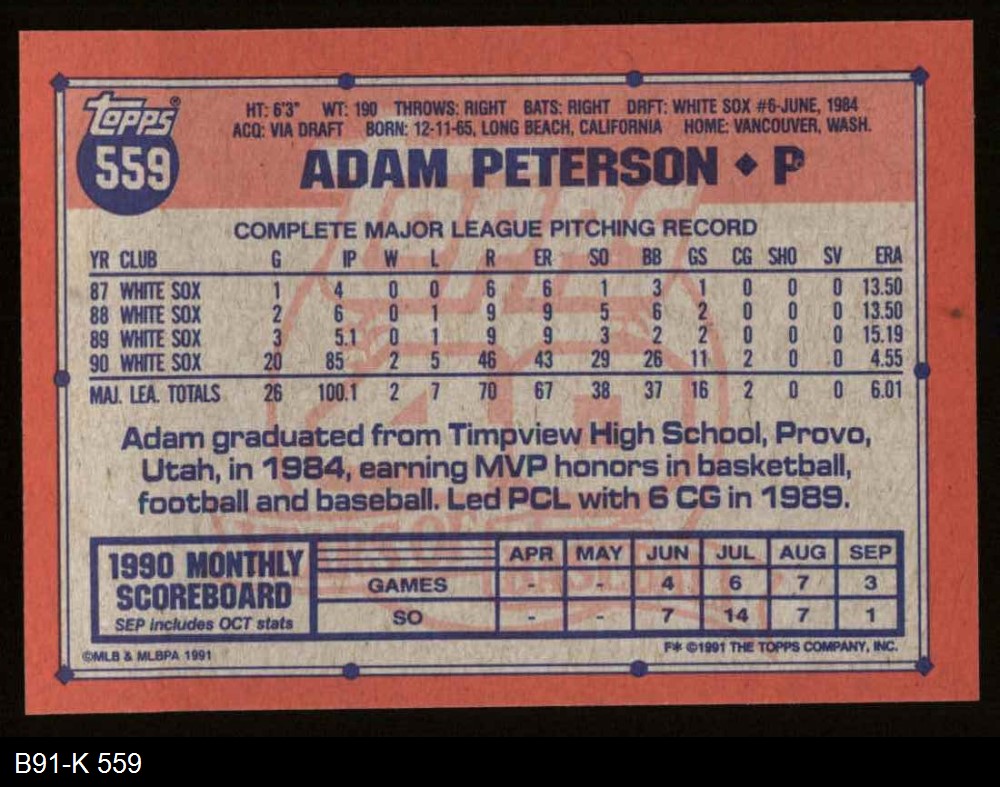 Topps®
559
HT: 6'3" WT: 190 THROWS: RIGHT BATS: RIGHT DRFT: WHITE SOX #6-JUNE, 1984
ACQ: VIA DRAFT BORN: 12-11-65, LONG BEACH, CALIFORNIA HOME: VANCOUVER, WASH.
ADAM PETERSON ◆ P
COMPLETE MAJOR LEAGUE PITCHING RECORD
YR CLUB G IP W L R ER SO BB GS CG SHO SV ERA
87 WHITE SOX 1 4 0 0 6 6 1 3 1 0 0 0 13.50
88 WHITE SOX 2 6 0 1 9 9 5 6 2 0 0 0 13.50
89 WHITE SOX 3 5.1 0 1 9 9 3 2 2 0 0 0 15.19
90 WHITE SOX 20 85 2 5 46 43 29 26 11 2 0 0 4.55
MAJ. LEA. TOTALS 26 100.1 2 7 70 67 38 37 16 2 0 0 6.01
Adam graduated from Timpview High School, Provo,
Utah, in 1984, earning MVP honors in basketball,
football and baseball. Led PCL with 6 CG in 1989.
1990 MONTHLY
SCOREBOARD
SEP includes OCT stats
APR MAY JUN JUL AUG SEP
GAMES - - 4 6 7 3
SO - - 7 14 7 1
©MLB & MLBPA 1991
F* ©1991 THE TOPPS COMPANY, INC.
B91-K 559